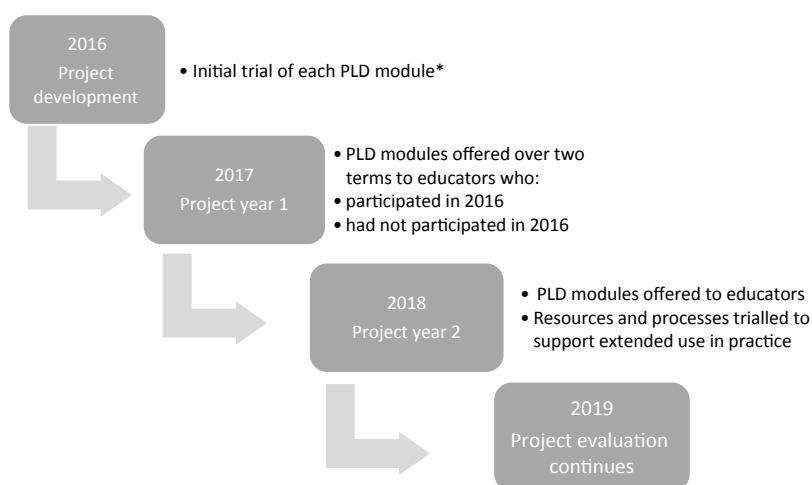 2016
Project
development
• Initial trial of each PLD module*
2017
Project year 1
• PLD modules offered over two
terms to educators who:
• participated in 2016
• had not participated in 2016
2018
Project year 2
• PLD modules offered to educators
• Resources and processes trialled to
support extended use in practice
2019
Project evaluation
continues